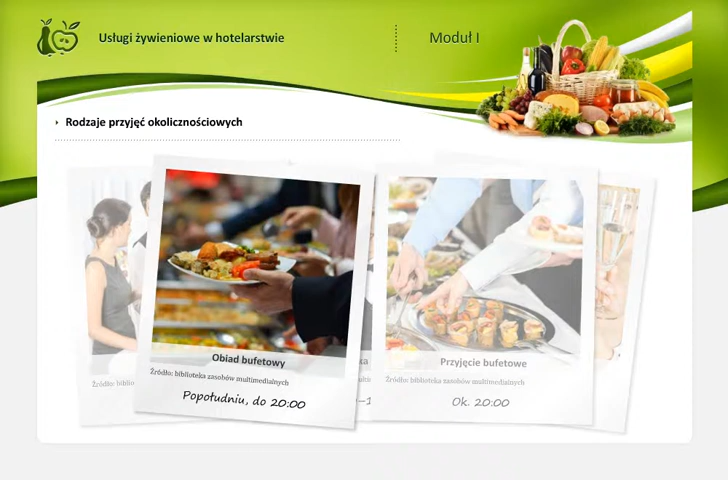 Usługi żywieniowe w hotelarstwie
Moduł I
Rodzaje przyjęć okolicznościowych
Obiad bufetowy
Źródło: biblioteka zasobów multimedialnych
Popołudniu, do 20:00
Przyjęcie bufetowe
Źródło: biblioteka zasobów multimedialnych
Ok. 20:00
Źródło: